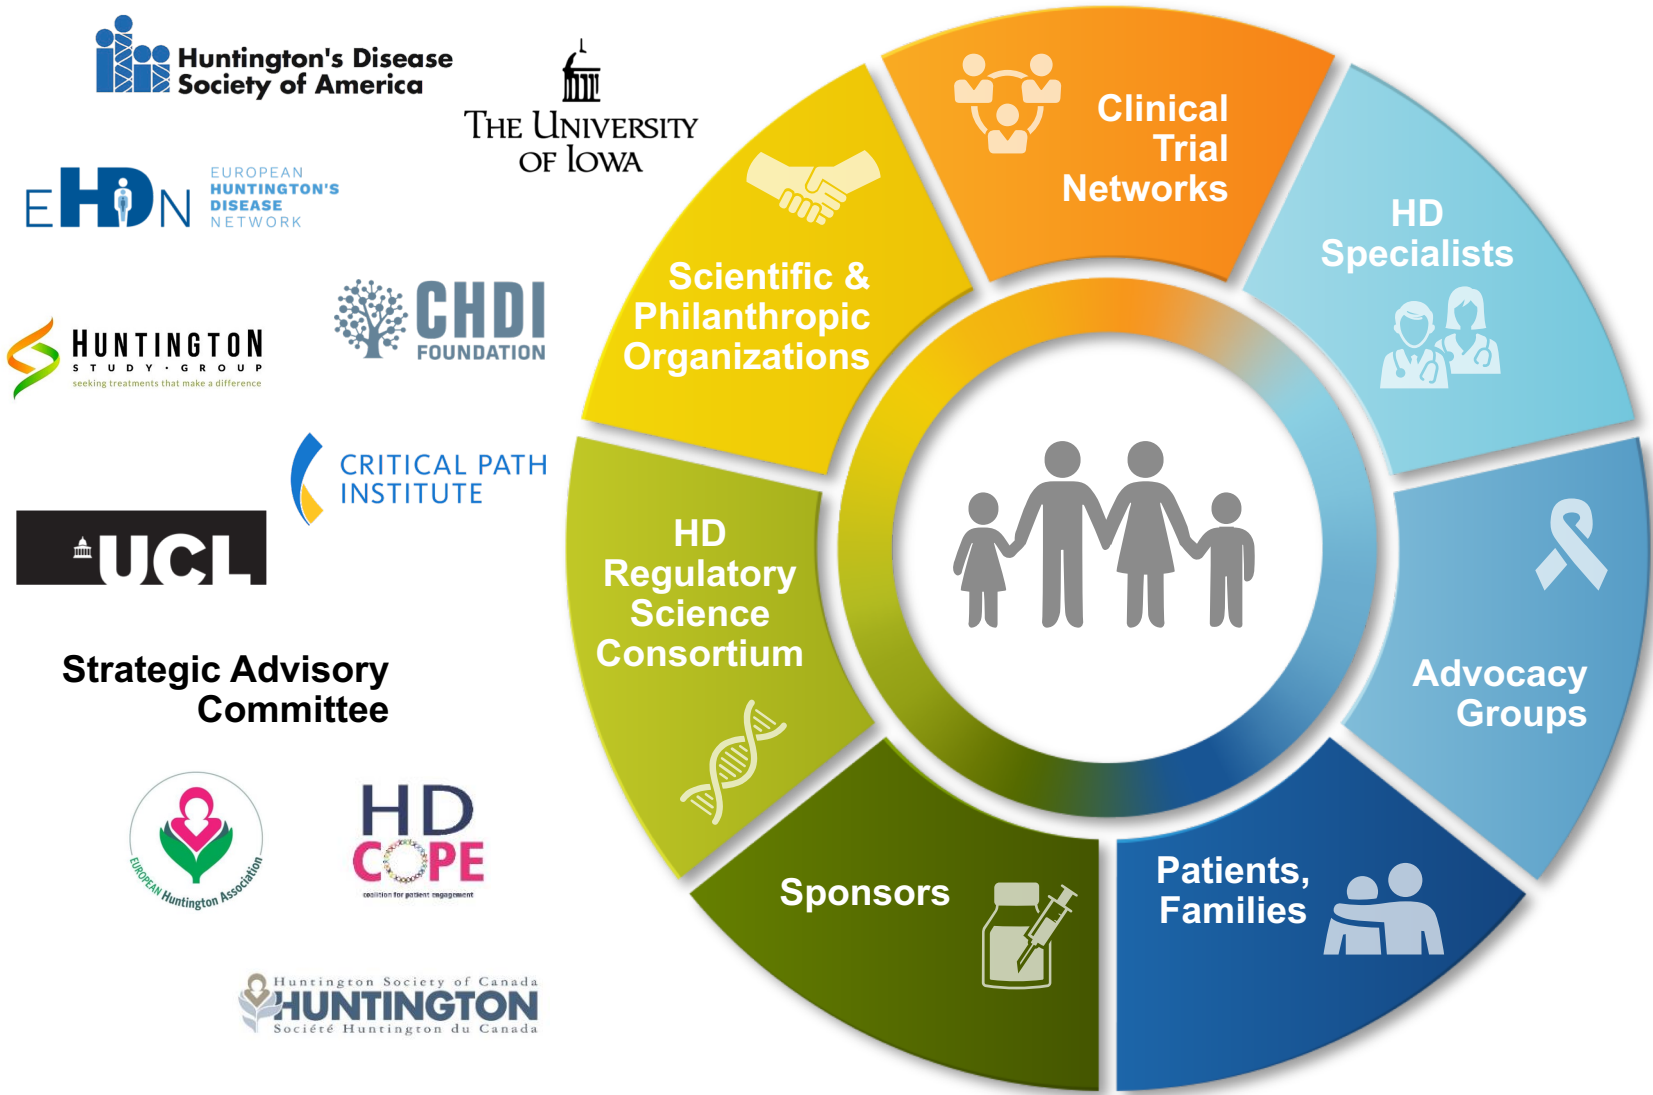 Huntington's Disease
Society of America
THE UNIVERSITY
OF IOWA
EHDN
EUROPEAN
HUNTINGTON'S
DISEASE
NETWORK
CHDI
FOUNDATION
HUNTINGTON
STUDY · GROUP
seeking treatments that make a difference
CRITICAL PATH
INSTITUTE
UCL
Strategic Advisory
Committee
EUROPEAN Huntington Association
HD
COPE
coalition for patient engagement
Huntington Society of Canada
HUNTINGTON
Société Huntington du Canada
Clinical
Trial
Networks
HD
Specialists
Advocacy
Groups
Patients,
Families
Sponsors
HD
Regulatory
Science
Consortium
Scientific &
Philanthropic
Organizations